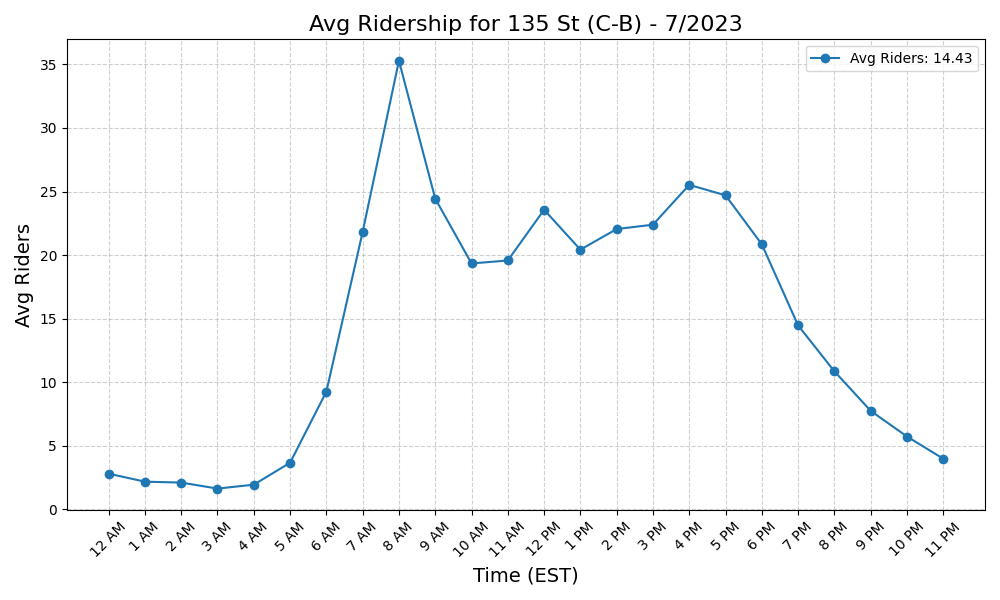 Avg Ridership for 135 St (C-B) - 7/2023
Avg Riders: 14.43
Avg Riders
35
30
25
20
15
10
5
0
12 AM
1 AM
2 AM
3 AM
4 AM
5 AM
6 AM
7 AM
8 AM
9 AM
10 AM
11 AM
12 PM
1 PM
2 PM
3 PM
4 PM
5 PM
6 PM
7 PM
8 PM
9 PM
10 PM
11 PM
Time (EST)